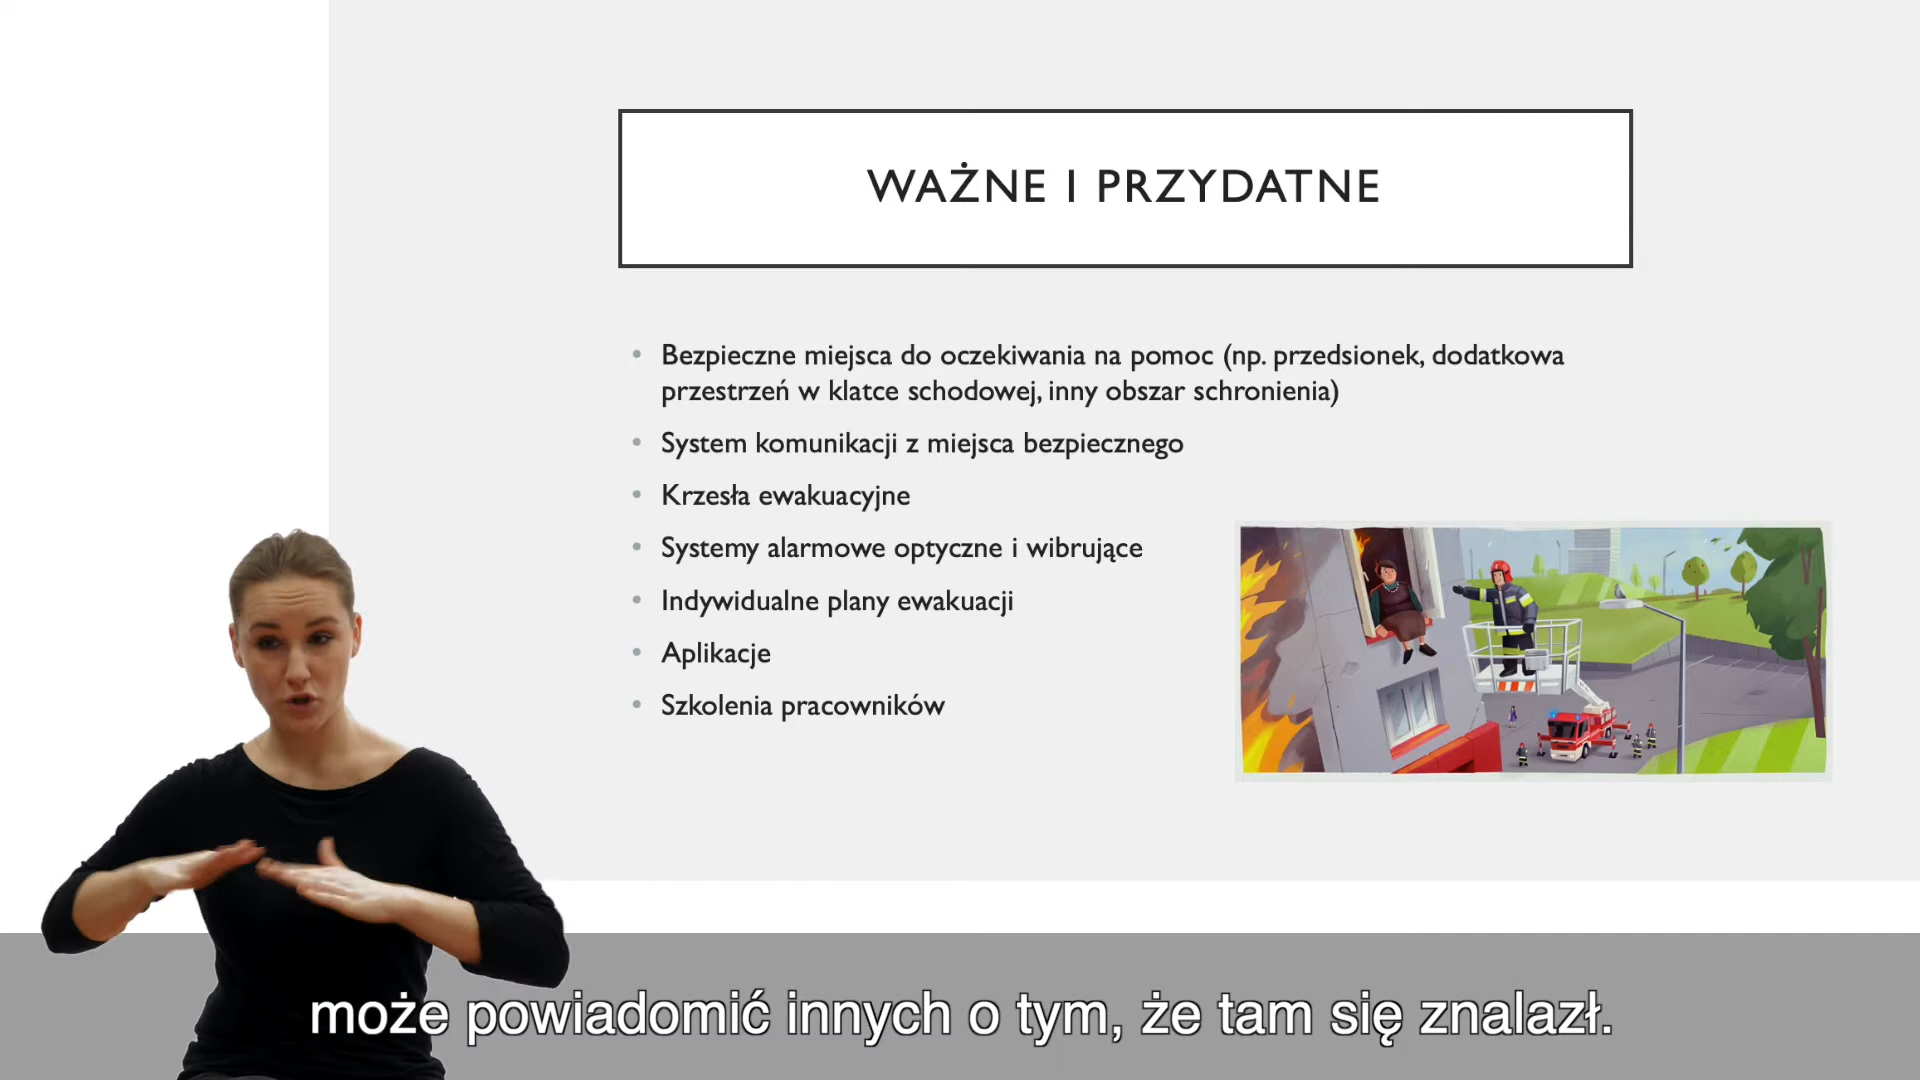 WAŻNE I PRZYDATNE
• Bezpieczne miejsca do oczekiwania na pomoc (np. przedsionek, dodatkowa
przestrzeń w klatce schodowej, inny obszar schronienia)
• System komunikacji z miejsca bezpiecznego
• Krzesła ewakuacyjne
• Systemy alarmowe optyczne i wibrujące
• Indywidualne plany ewakuacji
• Aplikacje
• Szkolenia pracowników
może powiadomić innych o tym, że tam się znalazł.